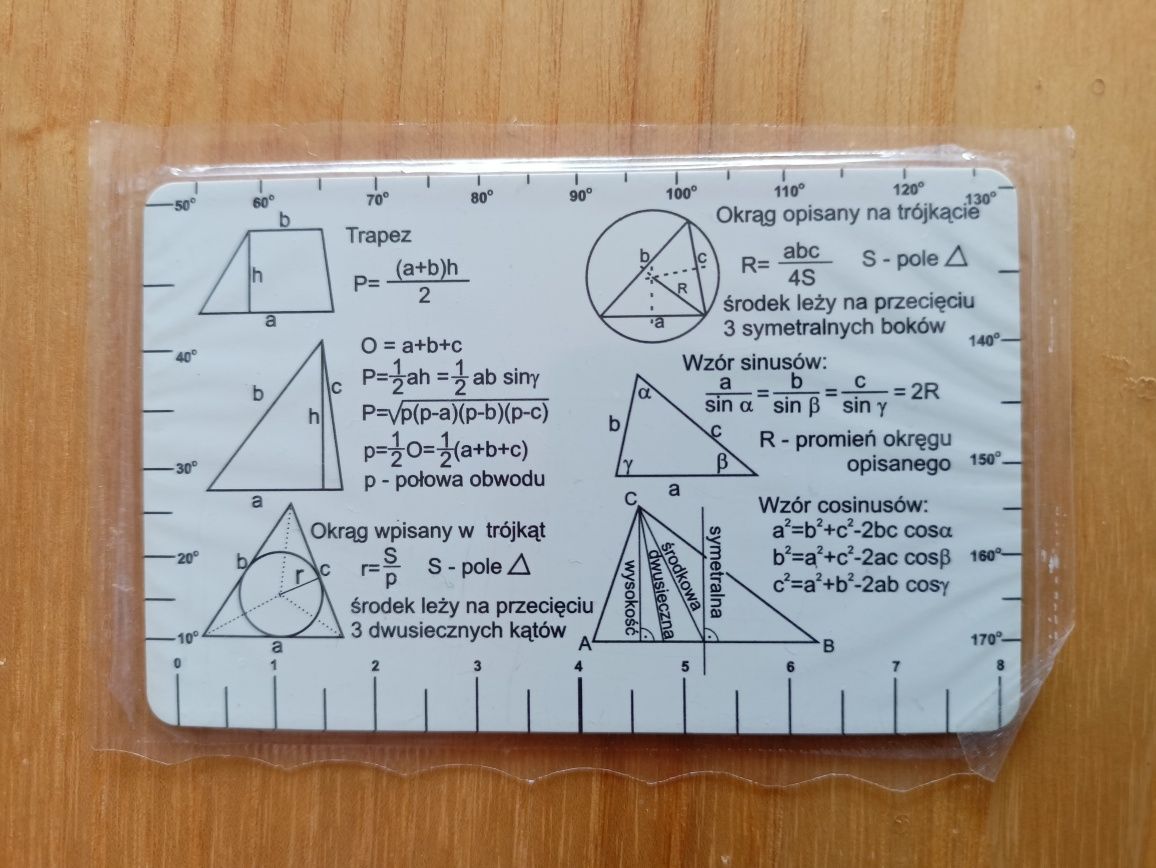 50° 60° 70° 80° 90° 100° 110° 120° 130°
b
h
a
Trapez
P= (a+b)h / 2
b
c
R
a
Okrąg opisany na trójkącie
R= abc / 4S S - pole △
środek leży na przecięciu
3 symetralnych boków
140°
40°
b
c
h
a
O = a+b+c
P=1/2ah =1/2 ab sinγ
P=√p(p-a)(p-b)(p-c)
p=1/2O=1/2(a+b+c)
p - połowa obwodu
30°
Wzór sinusów:
a / sin α = b / sin β = c / sin γ = 2R
α
b
c
γ
β
a
R - promień okręgu
opisanego
150°
b
r
c
a
Okrąg wpisany w trójkąt
r=S/p S - pole △
środek leży na przecięciu
3 dwusiecznych kątów
20°
10°
C
wysokość
dwusieczna
środkowa
symetralna
A
B
Wzór cosinusów:
a²=b²+c²-2bc cosα
b²=a²+c²-2ac cosβ
c²=a²+b²-2ab cosγ
160°
170°
0 1 2 3 4 5 6 7 8